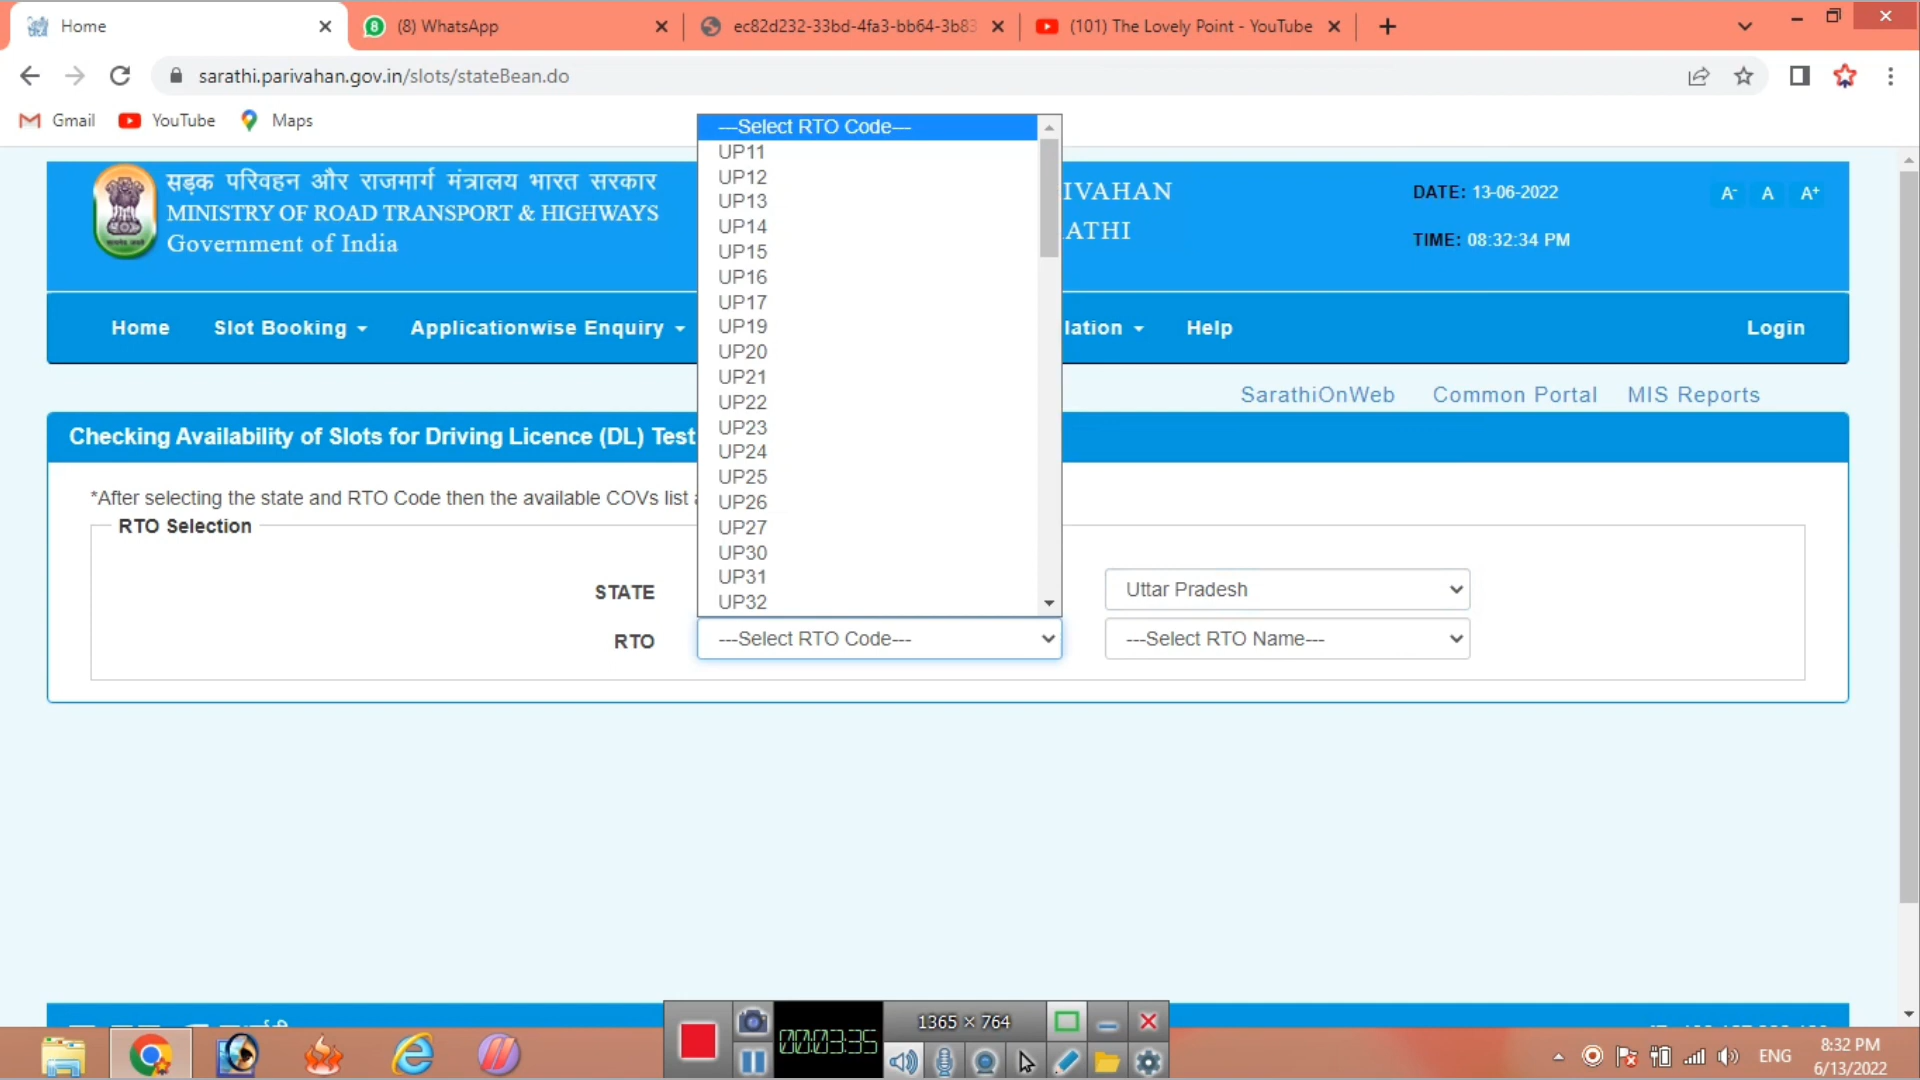 Home
(8) WhatsApp
ec82d232-33bd-4fa3-bb64-3b83
(101) The Lovely Point - YouTube
sarathi.parivahan.gov.in/slots/stateBean.do
Gmail
YouTube
Maps
सड़क परिवहन और राजमार्ग मंत्रालय भारत सरकार
MINISTRY OF ROAD TRANSPORT & HIGHWAYS
Government of India
IVAHAN
ATHI
DATE: 13-06-2022
TIME: 08:32:34 PM
A- A A+
Home
Slot Booking
Applicationwise Enquiry
lation
Help
Login
SarathiOnWeb
Common Portal
MIS Reports
Checking Availability of Slots for Driving Licence (DL) Test
*After selecting the state and RTO Code then the available COVs list
RTO Selection
STATE
Uttar Pradesh
RTO
---Select RTO Code---
---Select RTO Name---
---Select RTO Code---
UP11
UP12
UP13
UP14
UP15
UP16
UP17
UP19
UP20
UP21
UP22
UP23
UP24
UP25
UP26
UP27
UP30
UP31
UP32
00:03:35
1365 × 764
ENG
8:32 PM
6/13/2022